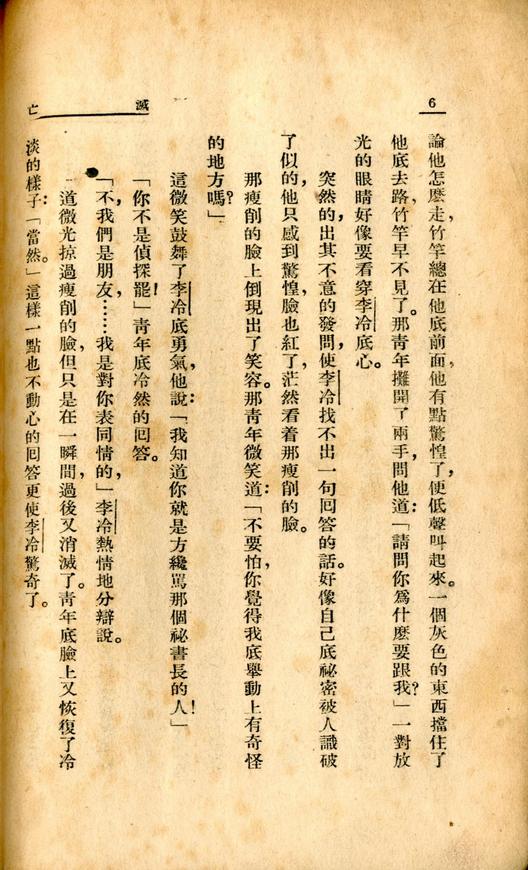 6
滅
亡
論他怎麽走，竹竿總在他底前面，他有點驚惶了，便低聲叫起來。一個灰色的東西擋住了
他底去路，竹竿早不見了。那靑年攤開了兩手，問他道：「請問你爲什麽要跟我？」一對放
光的眼睛好像要看穿李冷底心。
突然的，出其不意的發問，使李冷找不出一句回答的話。好像自己底祕密被人識破
了似的，他只感到驚惶，臉也紅了，茫然看着那瘦削的臉。
那瘦削的臉上倒現出了笑容。那靑年微笑道：「不要怕，你覺得我底舉動上有奇怪
的地方嗎？」
這微笑鼓舞了李冷底勇氣，他說：「我知道你就是方纔駡那個祕書長的人！」
「你不是偵探罷！」靑年底冷然的回答。
「不，我們是朋友，……我是對你表同情的，」李冷熱情地分辯說。
一道微光掠過瘦削的臉，但只是在一瞬間，過後又消滅了。靑年底臉上又恢復了冷
淡的樣子：「當然。」這樣一點也不動心的回答更使李冷驚奇了。